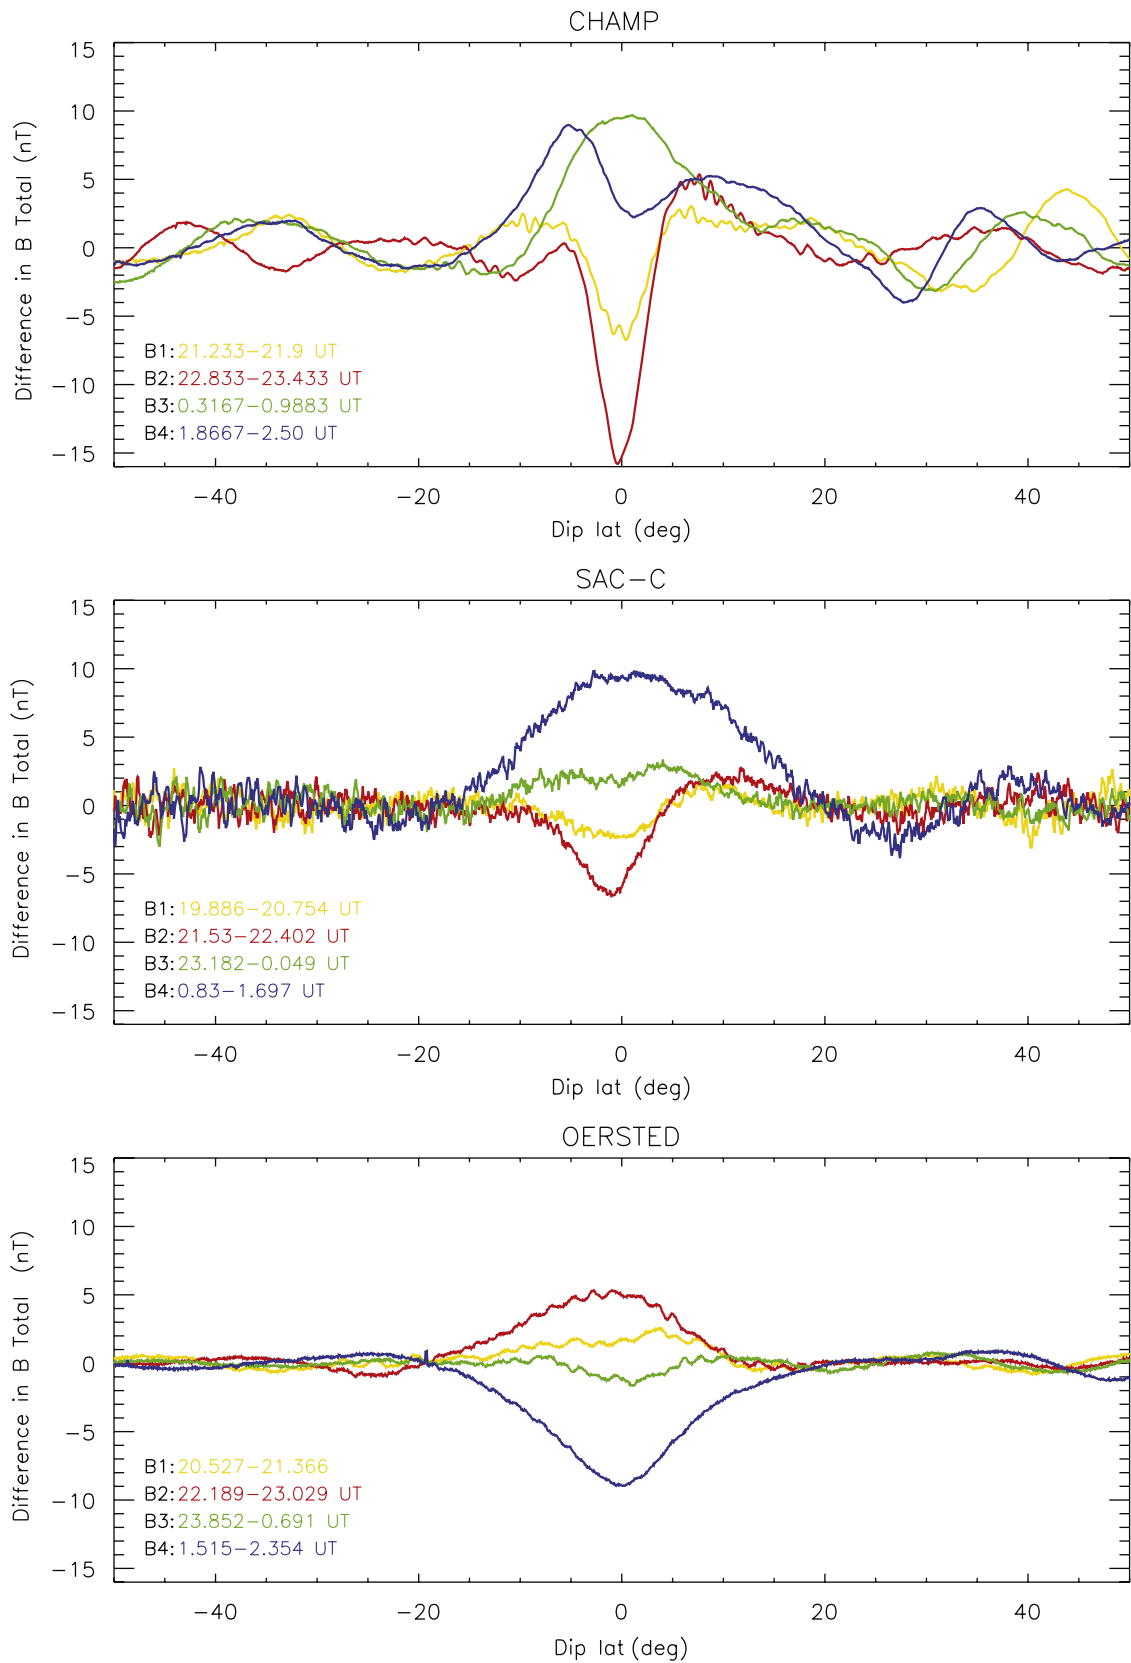 CHAMP
15
10
5
0
−5
−10
−15
Difference in B Total (nT)
B1:21.233−21.9 UT
B2:22.833−23.433 UT
B3:0.3167−0.9883 UT
B4:1.8667−2.50 UT
−40 −20 0 20 40
Dip lat (deg)
SAC−C
15
10
5
0
−5
−10
−15
Difference in B Total (nT)
B1:19.886−20.754 UT
B2:21.53−22.402 UT
B3:23.182−0.049 UT
B4:0.83−1.697 UT
−40 −20 0 20 40
Dip lat (deg)
OERSTED
15
10
5
0
−5
−10
−15
Difference in B Total (nT)
B1:20.527−21.366
B2:22.189−23.029 UT
B3:23.852−0.691 UT
B4:1.515−2.354 UT
−40 −20 0 20 40
Dip lat (deg)